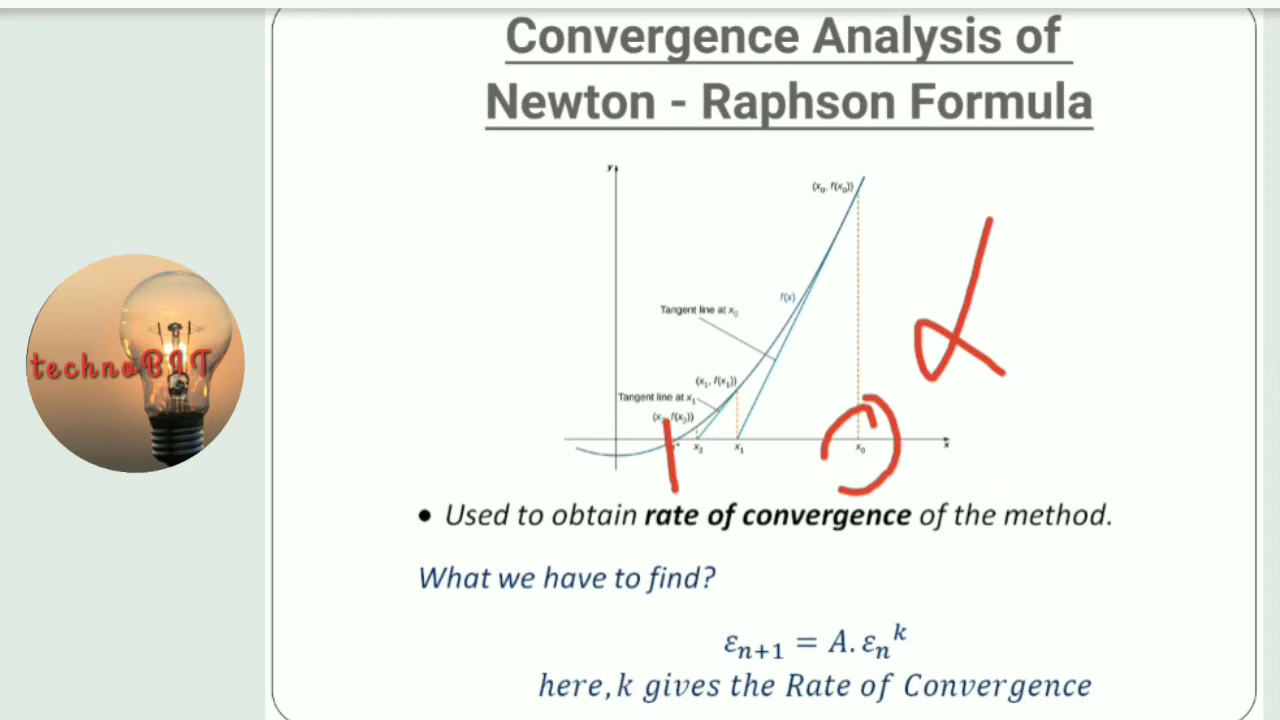 Convergence Analysis of
Newton - Raphson Formula
y
(x₀, f(x₀))
f(x)
Tangent line at x₀
(x₁, f(x₁))
Tangent line at x₁
x₂
x₁
x₀
x
α
technoBIT
• Used to obtain rate of convergence of the method.
What we have to find?
εₙ₊₁ = A. εₙᵏ
here, k gives the Rate of Convergence